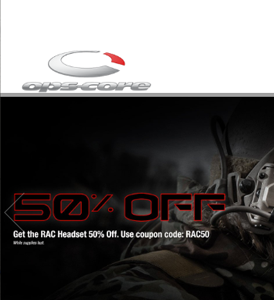 ops-core
50% OFF
Get the RAC Headset 50% Off. Use coupon code: RAC50
While supplies last